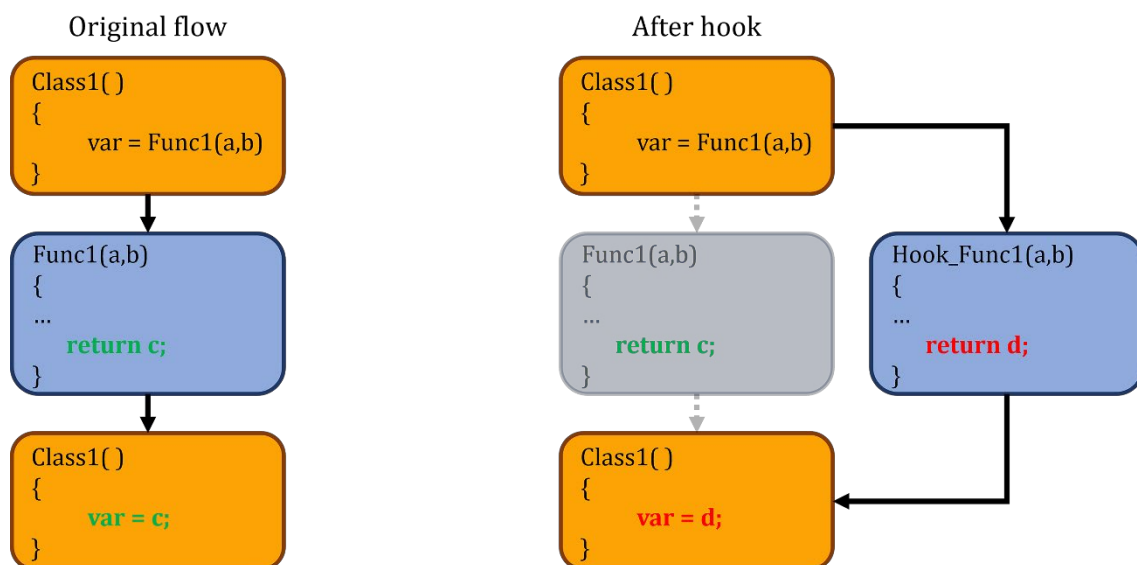 Original flow
Class1( )
{
var = Func1(a,b)
}
Func1(a,b)
{
...
return c;
}
Class1( )
{
var = c;
}
After hook
Class1( )
{
var = Func1(a,b)
}
Func1(a,b)
{
...
return c;
}
Hook_Func1(a,b)
{
...
return d;
}
Class1( )
{
var = d;
}